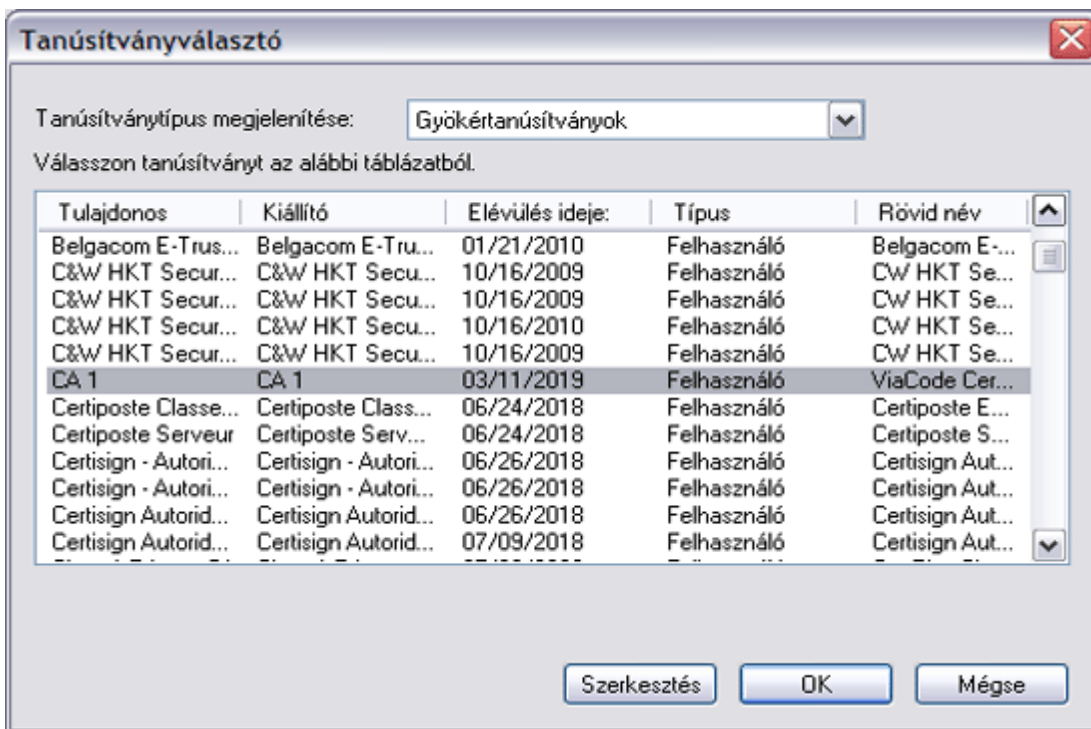 Tanúsítványválasztó
Tanúsítványtípus megjelenítése: Gyökértanúsítványok
Válasszon tanúsítványt az alábbi táblázatból.
Tulajdonos Kiállító Elévülés ideje: Típus Rövid név
Belgacom E-Trus... Belgacom E-Tru... 01/21/2010 Felhasználó Belgacom E-...
C&W HKT Secur... C&W HKT Secu... 10/16/2009 Felhasználó CW HKT Se...
C&W HKT Secur... C&W HKT Secu... 10/16/2009 Felhasználó CW HKT Se...
C&W HKT Secur... C&W HKT Secu... 10/16/2010 Felhasználó CW HKT Se...
C&W HKT Secur... C&W HKT Secu... 10/16/2009 Felhasználó CW HKT Se...
CA 1 CA 1 03/11/2019 Felhasználó ViaCode Cer...
Certiposte Classe... Certiposte Class... 06/24/2018 Felhasználó Certiposte E...
Certiposte Serveur Certiposte Serv... 06/24/2018 Felhasználó Certiposte S...
Certisign - Autori... Certisign - Autori... 06/26/2018 Felhasználó Certisign Aut...
Certisign - Autori... Certisign - Autori... 06/26/2018 Felhasználó Certisign Aut...
Certisign Autorid... Certisign Autorid... 06/26/2018 Felhasználó Certisign Aut...
Certisign Autorid... Certisign Autorid... 07/09/2018 Felhasználó Certisign Aut...
Szerkesztés OK Mégse